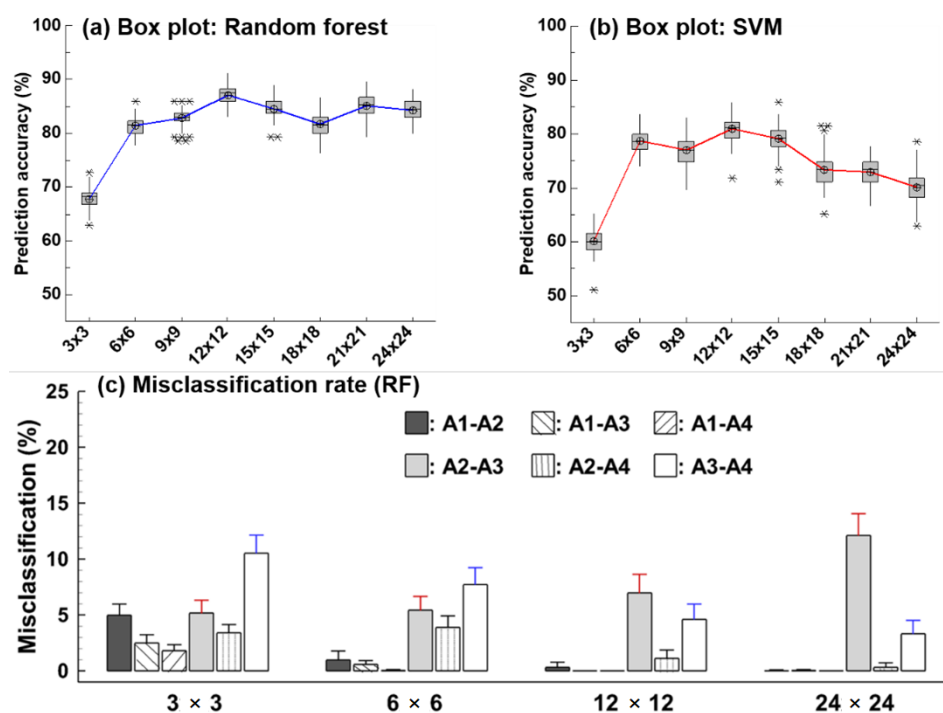 (a) Box plot: Random forest
Prediction accuracy (%)
100
90
80
70
60
50
3x3
6x6
9x9
12x12
15x15
18x18
21x21
24x24
(b) Box plot: SVM
Prediction accuracy (%)
100
90
80
70
60
50
3x3
6x6
9x9
12x12
15x15
18x18
21x21
24x24
(c) Misclassification rate (RF)
Misclassification (%)
25
20
15
10
5
0
: A1-A2 : A1-A3 : A1-A4
: A2-A3 : A2-A4 : A3-A4
3 × 3 6 × 6 12 × 12 24 × 24